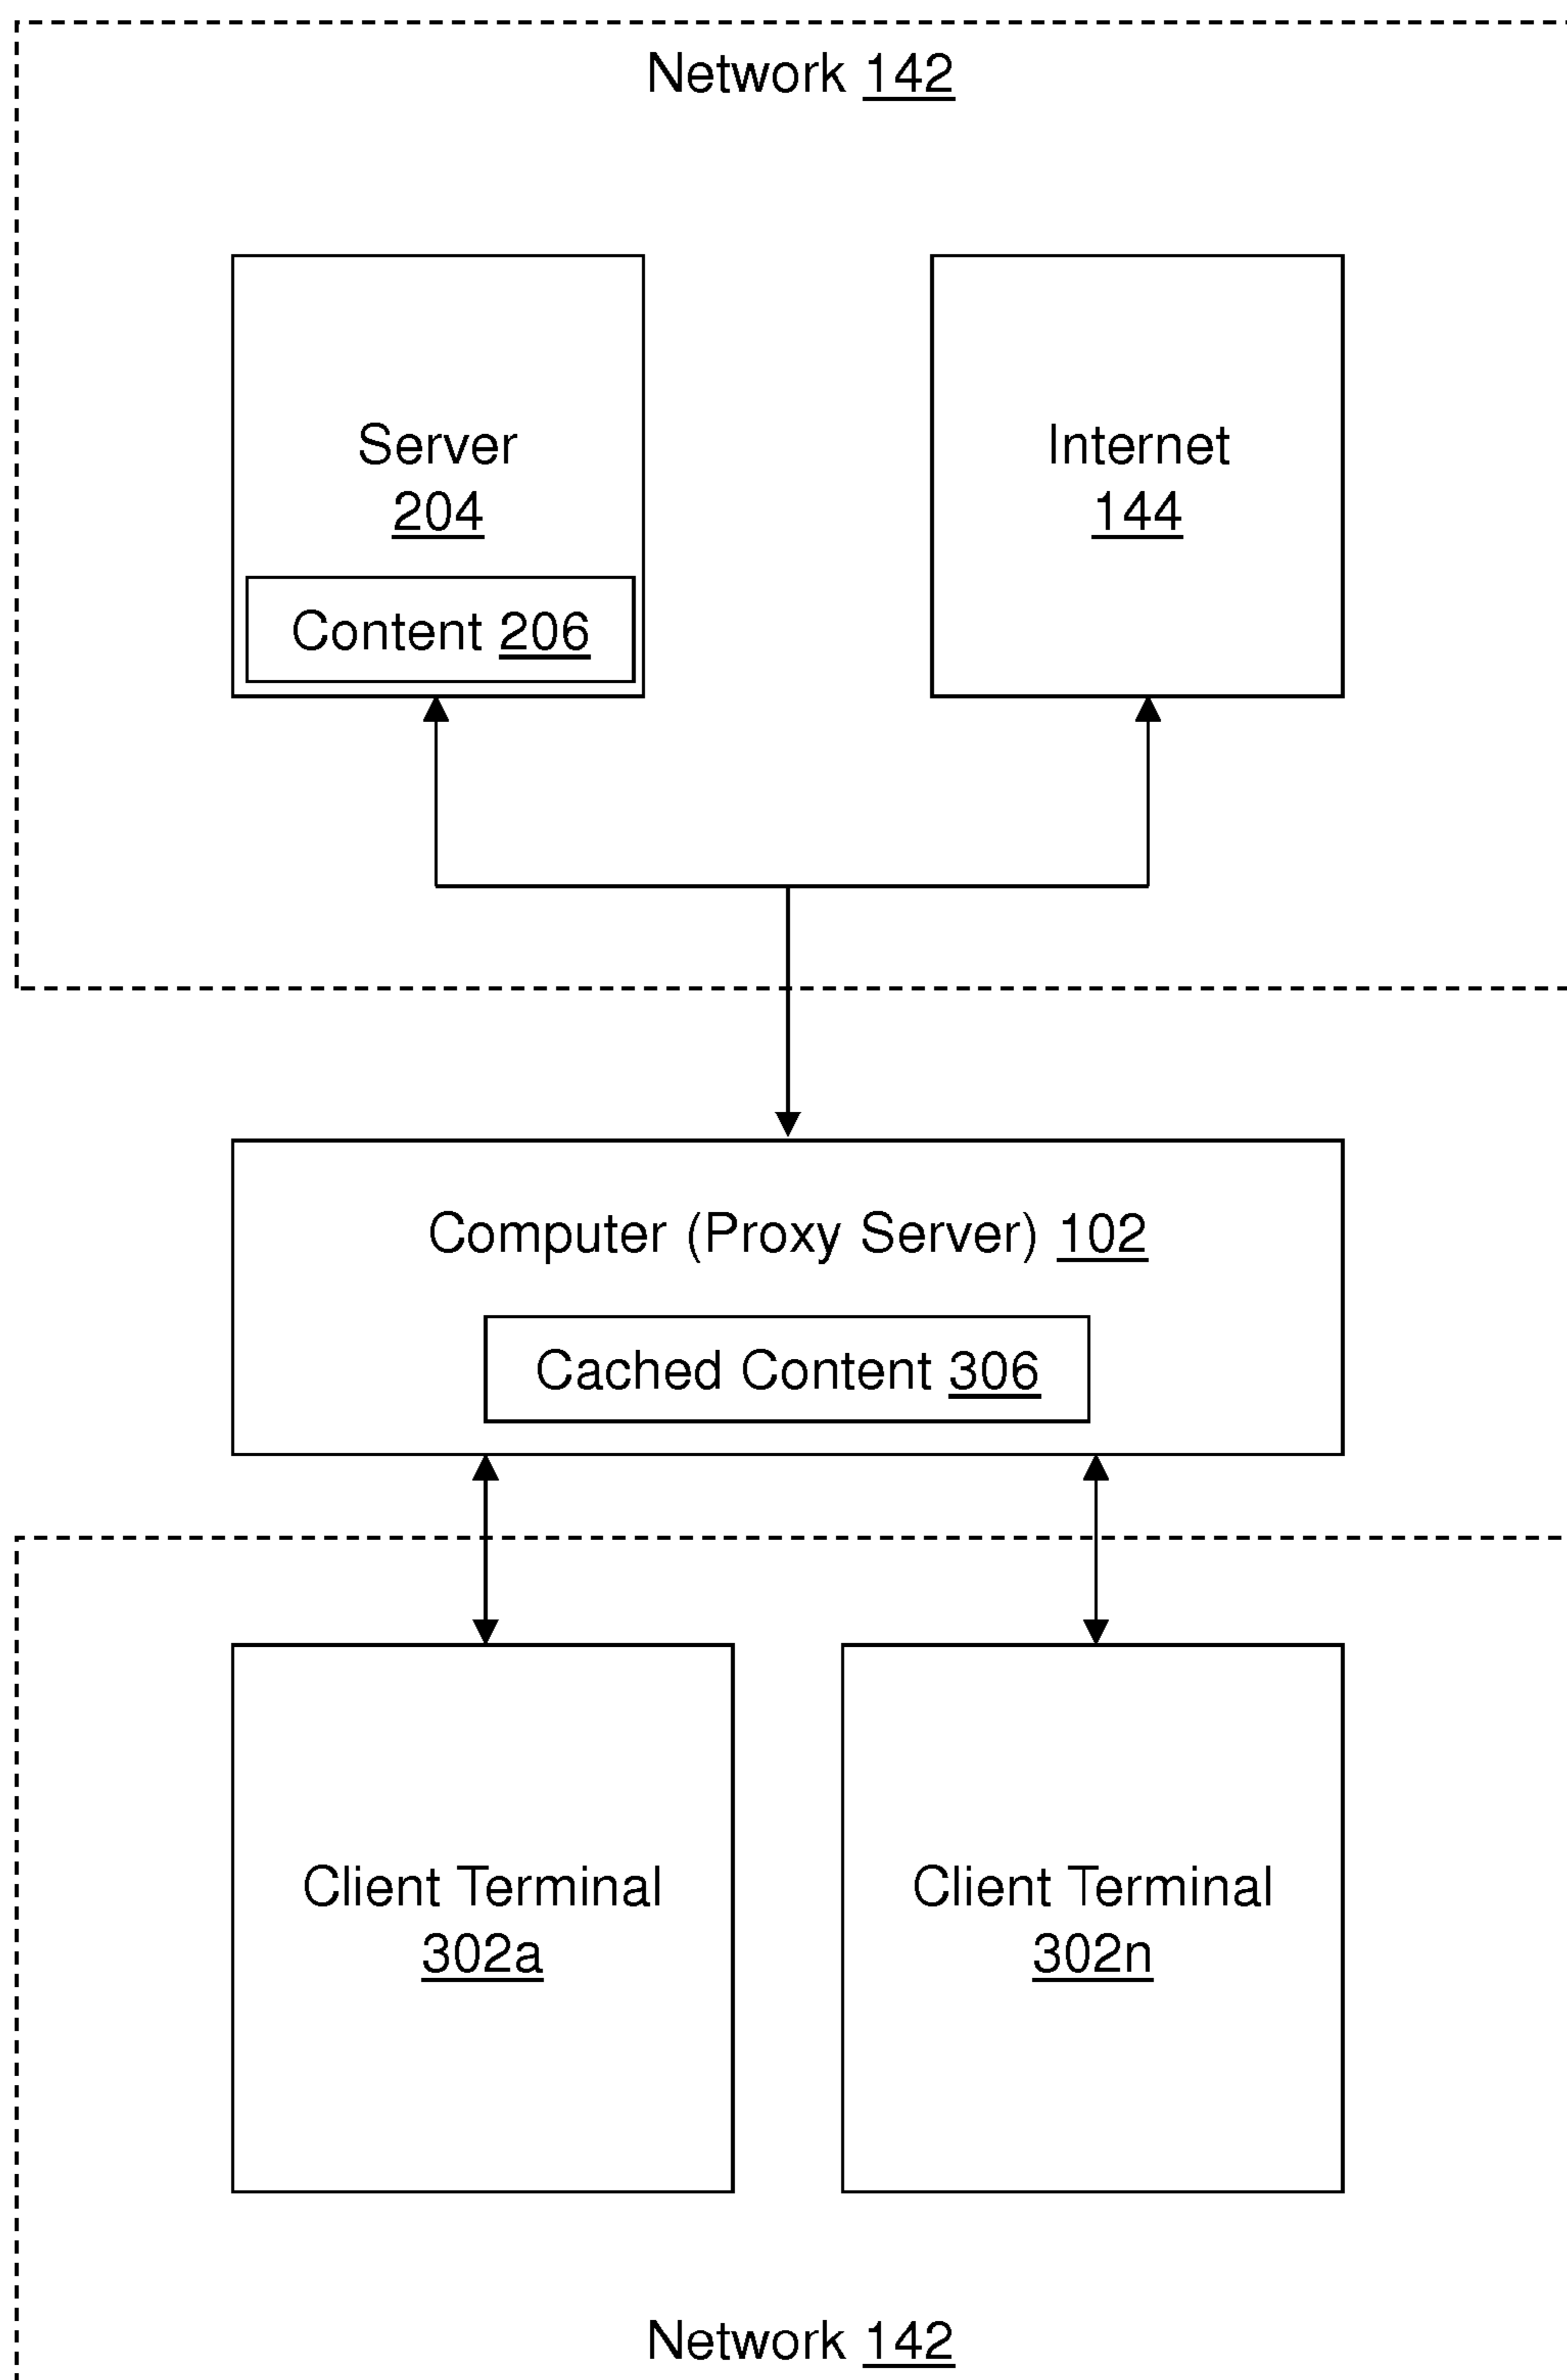 Network 142
Server
204
Content 206
Internet
144
Computer (Proxy Server) 102
Cached Content 306
Client Terminal
302a
Client Terminal
302n
Network 142